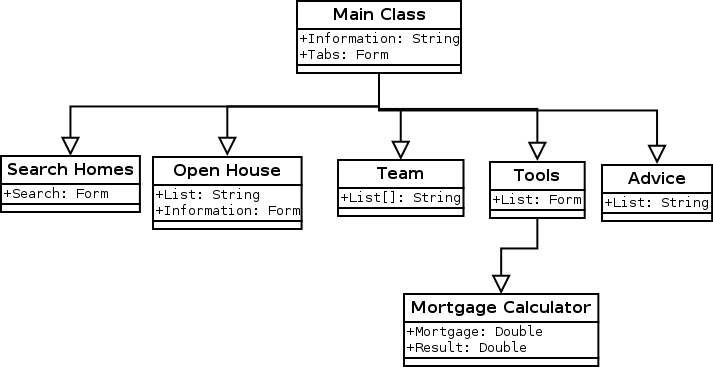 Main Class
+Information: String
+Tabs: Form
Search Homes
+Search: Form
Open House
+List: String
+Information: Form
Team
+List[]: String
Tools
+List: Form
Advice
+List: String
Mortgage Calculator
+Mortgage: Double
+Result: Double